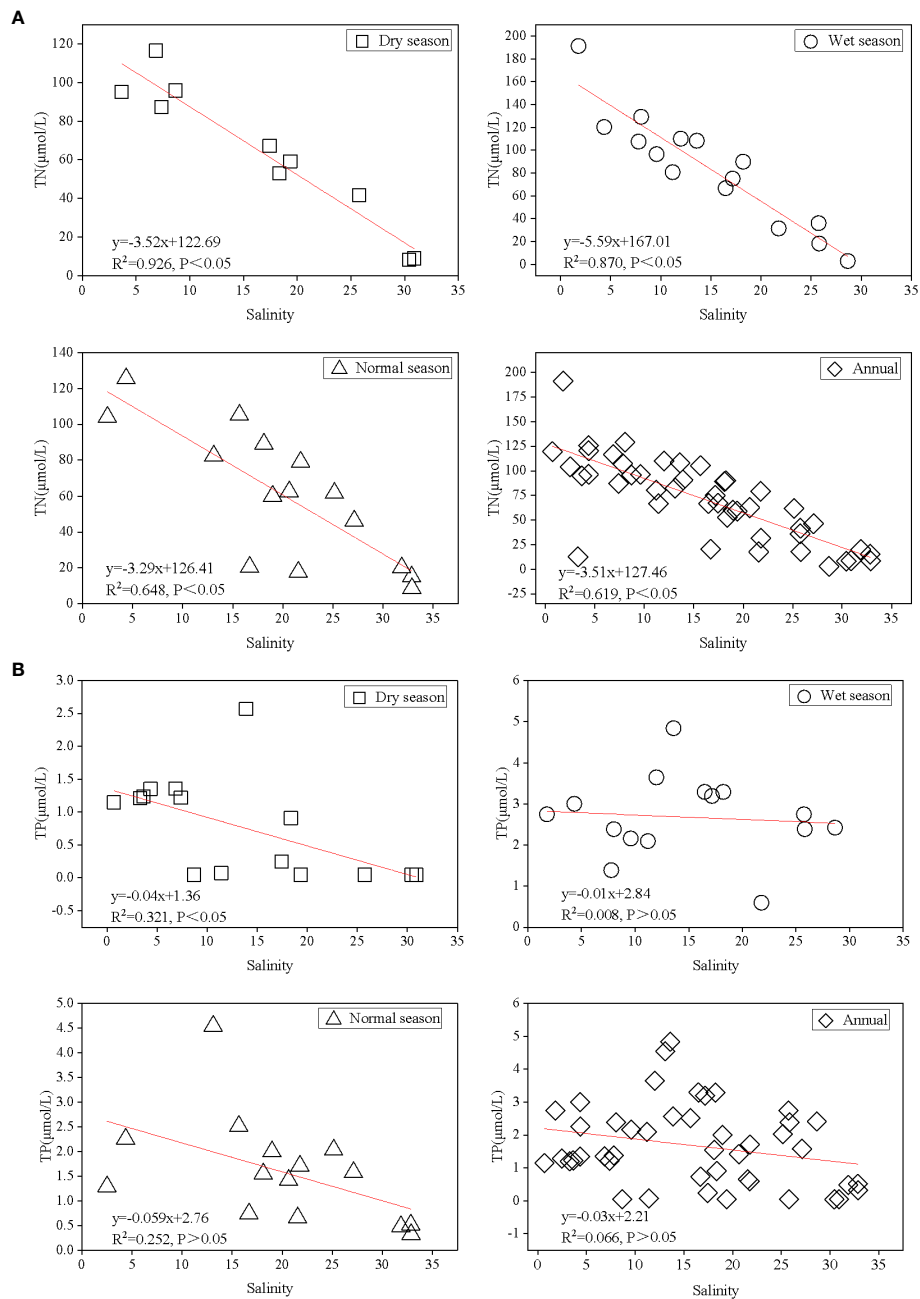 A
Dry season
TN(μmol/L)
120
100
80
60
40
20
0
y=-3.52x+122.69
R²=0.926, P<0.05
0 5 10 15 20 25 30 35
Salinity
Wet season
TN(μmol/L)
200
180
160
140
120
100
80
60
40
20
0
y=-5.59x+167.01
R²=0.870, P<0.05
0 5 10 15 20 25 30 35
Salinity
Normal season
TN(μmol/L)
140
120
100
80
60
40
20
0
y=-3.29x+126.41
R²=0.648, P<0.05
0 5 10 15 20 25 30 35
Salinity
Annual
TN(μmol/L)
200
175
150
125
100
75
50
25
0
-25
y=-3.51x+127.46
R²=0.619, P<0.05
0 5 10 15 20 25 30 35
Salinity
B
Dry season
TP(μmol/L)
3.0
2.5
2.0
1.5
1.0
0.5
0.0
-0.5
y=-0.04x+1.36
R²=0.321, P<0.05
0 5 10 15 20 25 30 35
Salinity
Wet season
TP(μmol/L)
6
5
4
3
2
1
0
y=-0.01x+2.84
R²=0.008, P>0.05
0 10 20 30 40 50
Salinity
Normal season
TP(μmol/L)
5.0
4.5
4.0
3.5
3.0
2.5
2.0
1.5
1.0
0.5
0.0
y=-0.059x+2.76
R²=0.252, P>0.05
0 5 10 15 20 25 30 35
Salinity
Annual
TP(μmol/L)
6
5
4
3
2
1
0
-1
y=-0.03x+2.21
R²=0.066, P>0.05
0 5 10 15 20 25 30 35
Salinity